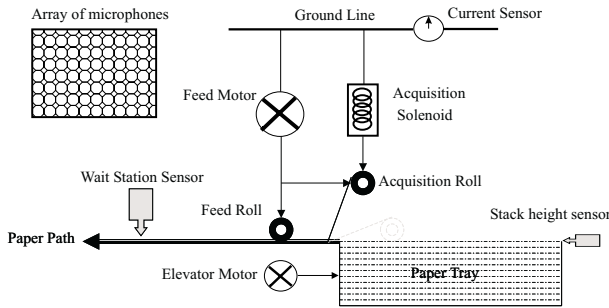 Array of microphones
Ground Line
Current Sensor
Feed Motor
Acquisition
Solenoid
Wait Station Sensor
Acquisition Roll
Feed Roll
Stack height sensor
Paper Path
Elevator Motor
Paper Tray